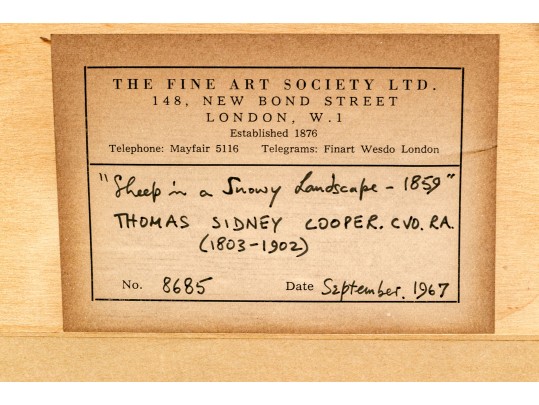 THE FINE ART SOCIETY LTD.
148, NEW BOND STREET
LONDON, W.1
Established 1876
Telephone: Mayfair 5116 Telegrams: Finart Wesdo London
"Sheep in a Snowy Landscape - 1859"
THOMAS SIDNEY COOPER. CVO. RA.
(1803-1902)
No. 8685 Date September. 1967